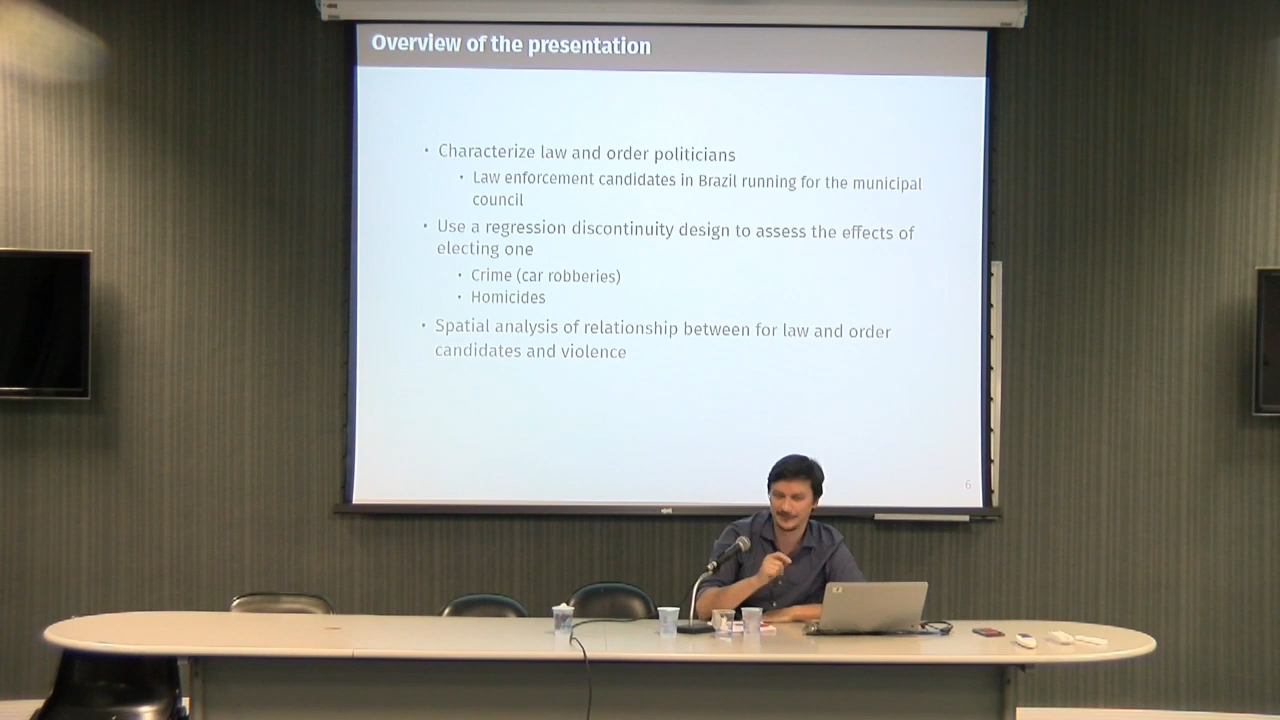 Overview of the presentation
• Characterize law and order politicians
• Law enforcement candidates in Brazil running for the municipal
council
• Use a regression discontinuity design to assess the effects of
electing one
• Crime (car robberies)
• Homicides
• Spatial analysis of relationship between for law and order
candidates and violence
6